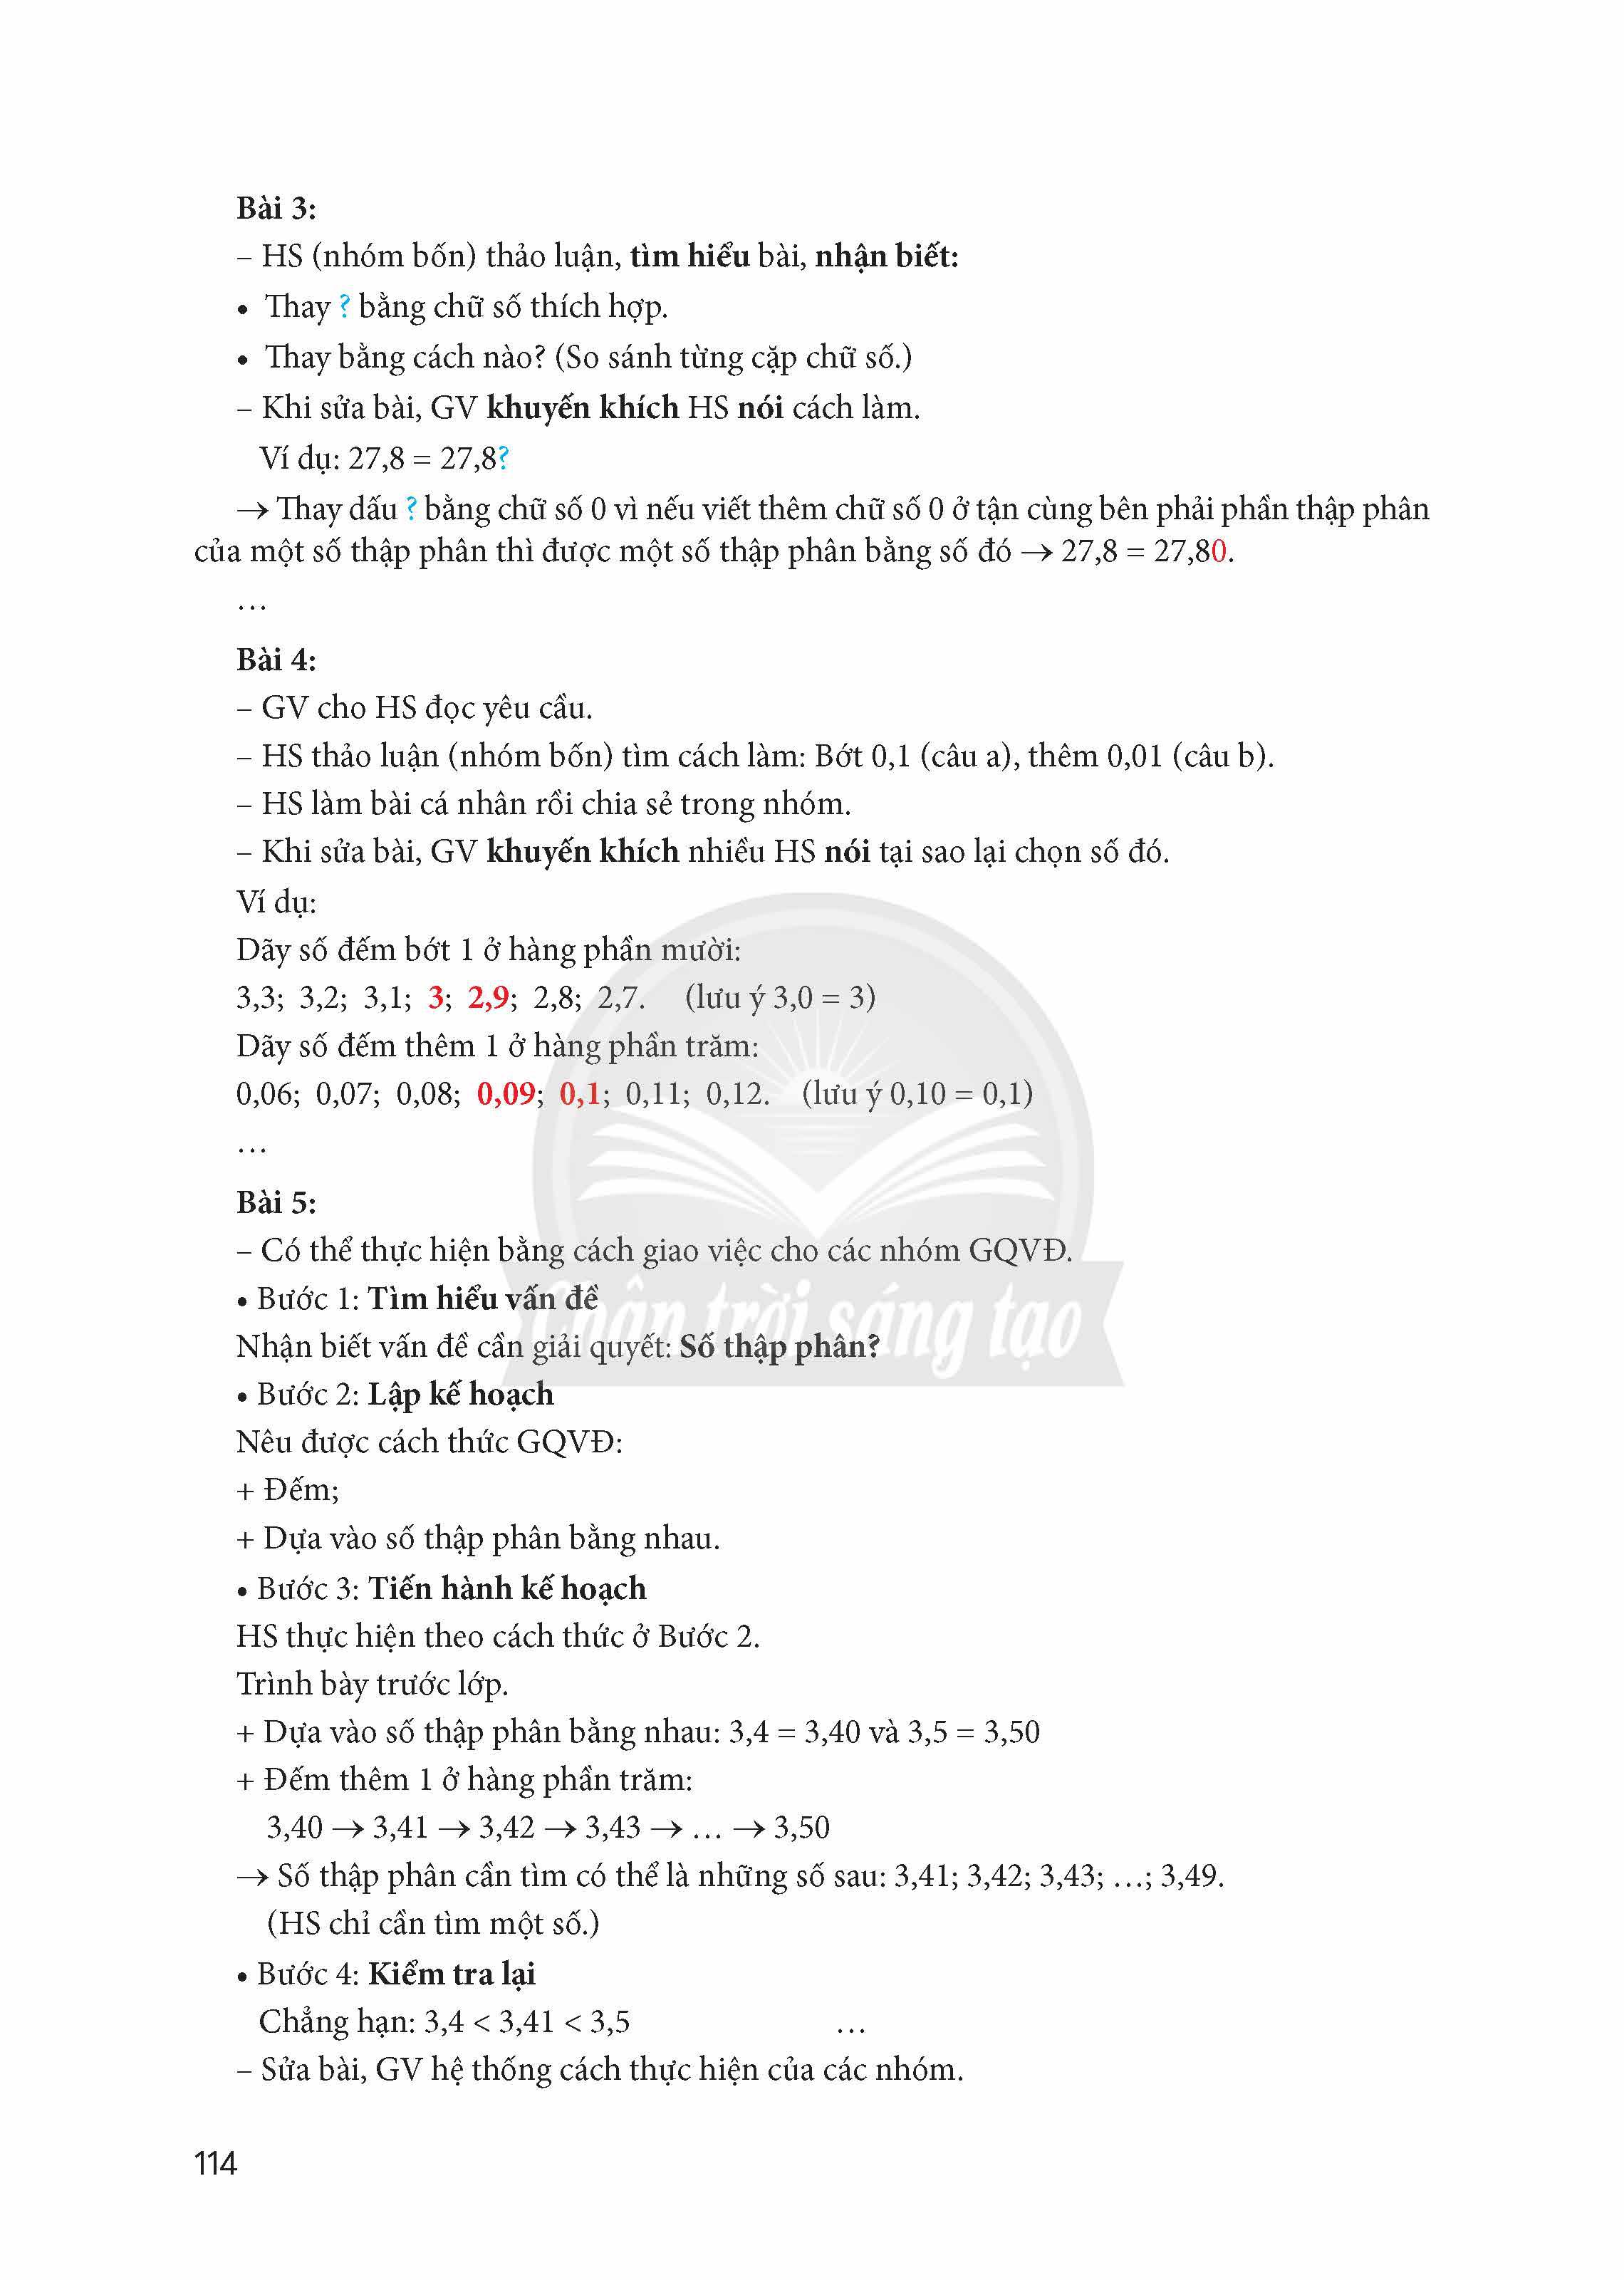 Bài 3:
– HS (nhóm bốn) thảo luận, tìm hiểu bài, nhận biết:
• Thay ? bằng chữ số thích hợp.
• Thay bằng cách nào? (So sánh từng cặp chữ số.)
– Khi sửa bài, GV khuyến khích HS nói cách làm.
Ví dụ: 27,8 = 27,8?
→ Thay dấu ? bằng chữ số 0 vì nếu viết thêm chữ số 0 ở tận cùng bên phải phần thập phân
của một số thập phân thì được một số thập phân bằng số đó → 27,8 = 27,80.
…
Bài 4:
– GV cho HS đọc yêu cầu.
– HS thảo luận (nhóm bốn) tìm cách làm: Bớt 0,1 (câu a), thêm 0,01 (câu b).
– HS làm bài cá nhân rồi chia sẻ trong nhóm.
– Khi sửa bài, GV khuyến khích nhiều HS nói tại sao lại chọn số đó.
Ví dụ:
Dãy số đếm bớt 1 ở hàng phần mười:
3,3; 3,2; 3,1; 3; 2,9; 2,8; 2,7. (lưu ý 3,0 = 3)
Dãy số đếm thêm 1 ở hàng phần trăm:
0,06; 0,07; 0,08; 0,09; 0,1; 0,11; 0,12. (lưu ý 0,10 = 0,1)
…
Bài 5:
– Có thể thực hiện bằng cách giao việc cho các nhóm GQVĐ.
• Bước 1: Tìm hiểu vấn đề
Chân trời sáng tạo
Nhận biết vấn đề cần giải quyết: Số thập phân?
• Bước 2: Lập kế hoạch
Nêu được cách thức GQVĐ:
+ Đếm;
+ Dựa vào số thập phân bằng nhau.
• Bước 3: Tiến hành kế hoạch
HS thực hiện theo cách thức ở Bước 2.
Trình bày trước lớp.
+ Dựa vào số thập phân bằng nhau: 3,4 = 3,40 và 3,5 = 3,50
+ Đếm thêm 1 ở hàng phần trăm:
3,40 → 3,41 → 3,42 → 3,43 → … → 3,50
→ Số thập phân cần tìm có thể là những số sau: 3,41; 3,42; 3,43; …; 3,49.
(HS chỉ cần tìm một số.)
• Bước 4: Kiểm tra lại
Chẳng hạn: 3,4 < 3,41 < 3,5 …
– Sửa bài, GV hệ thống cách thực hiện của các nhóm.
114